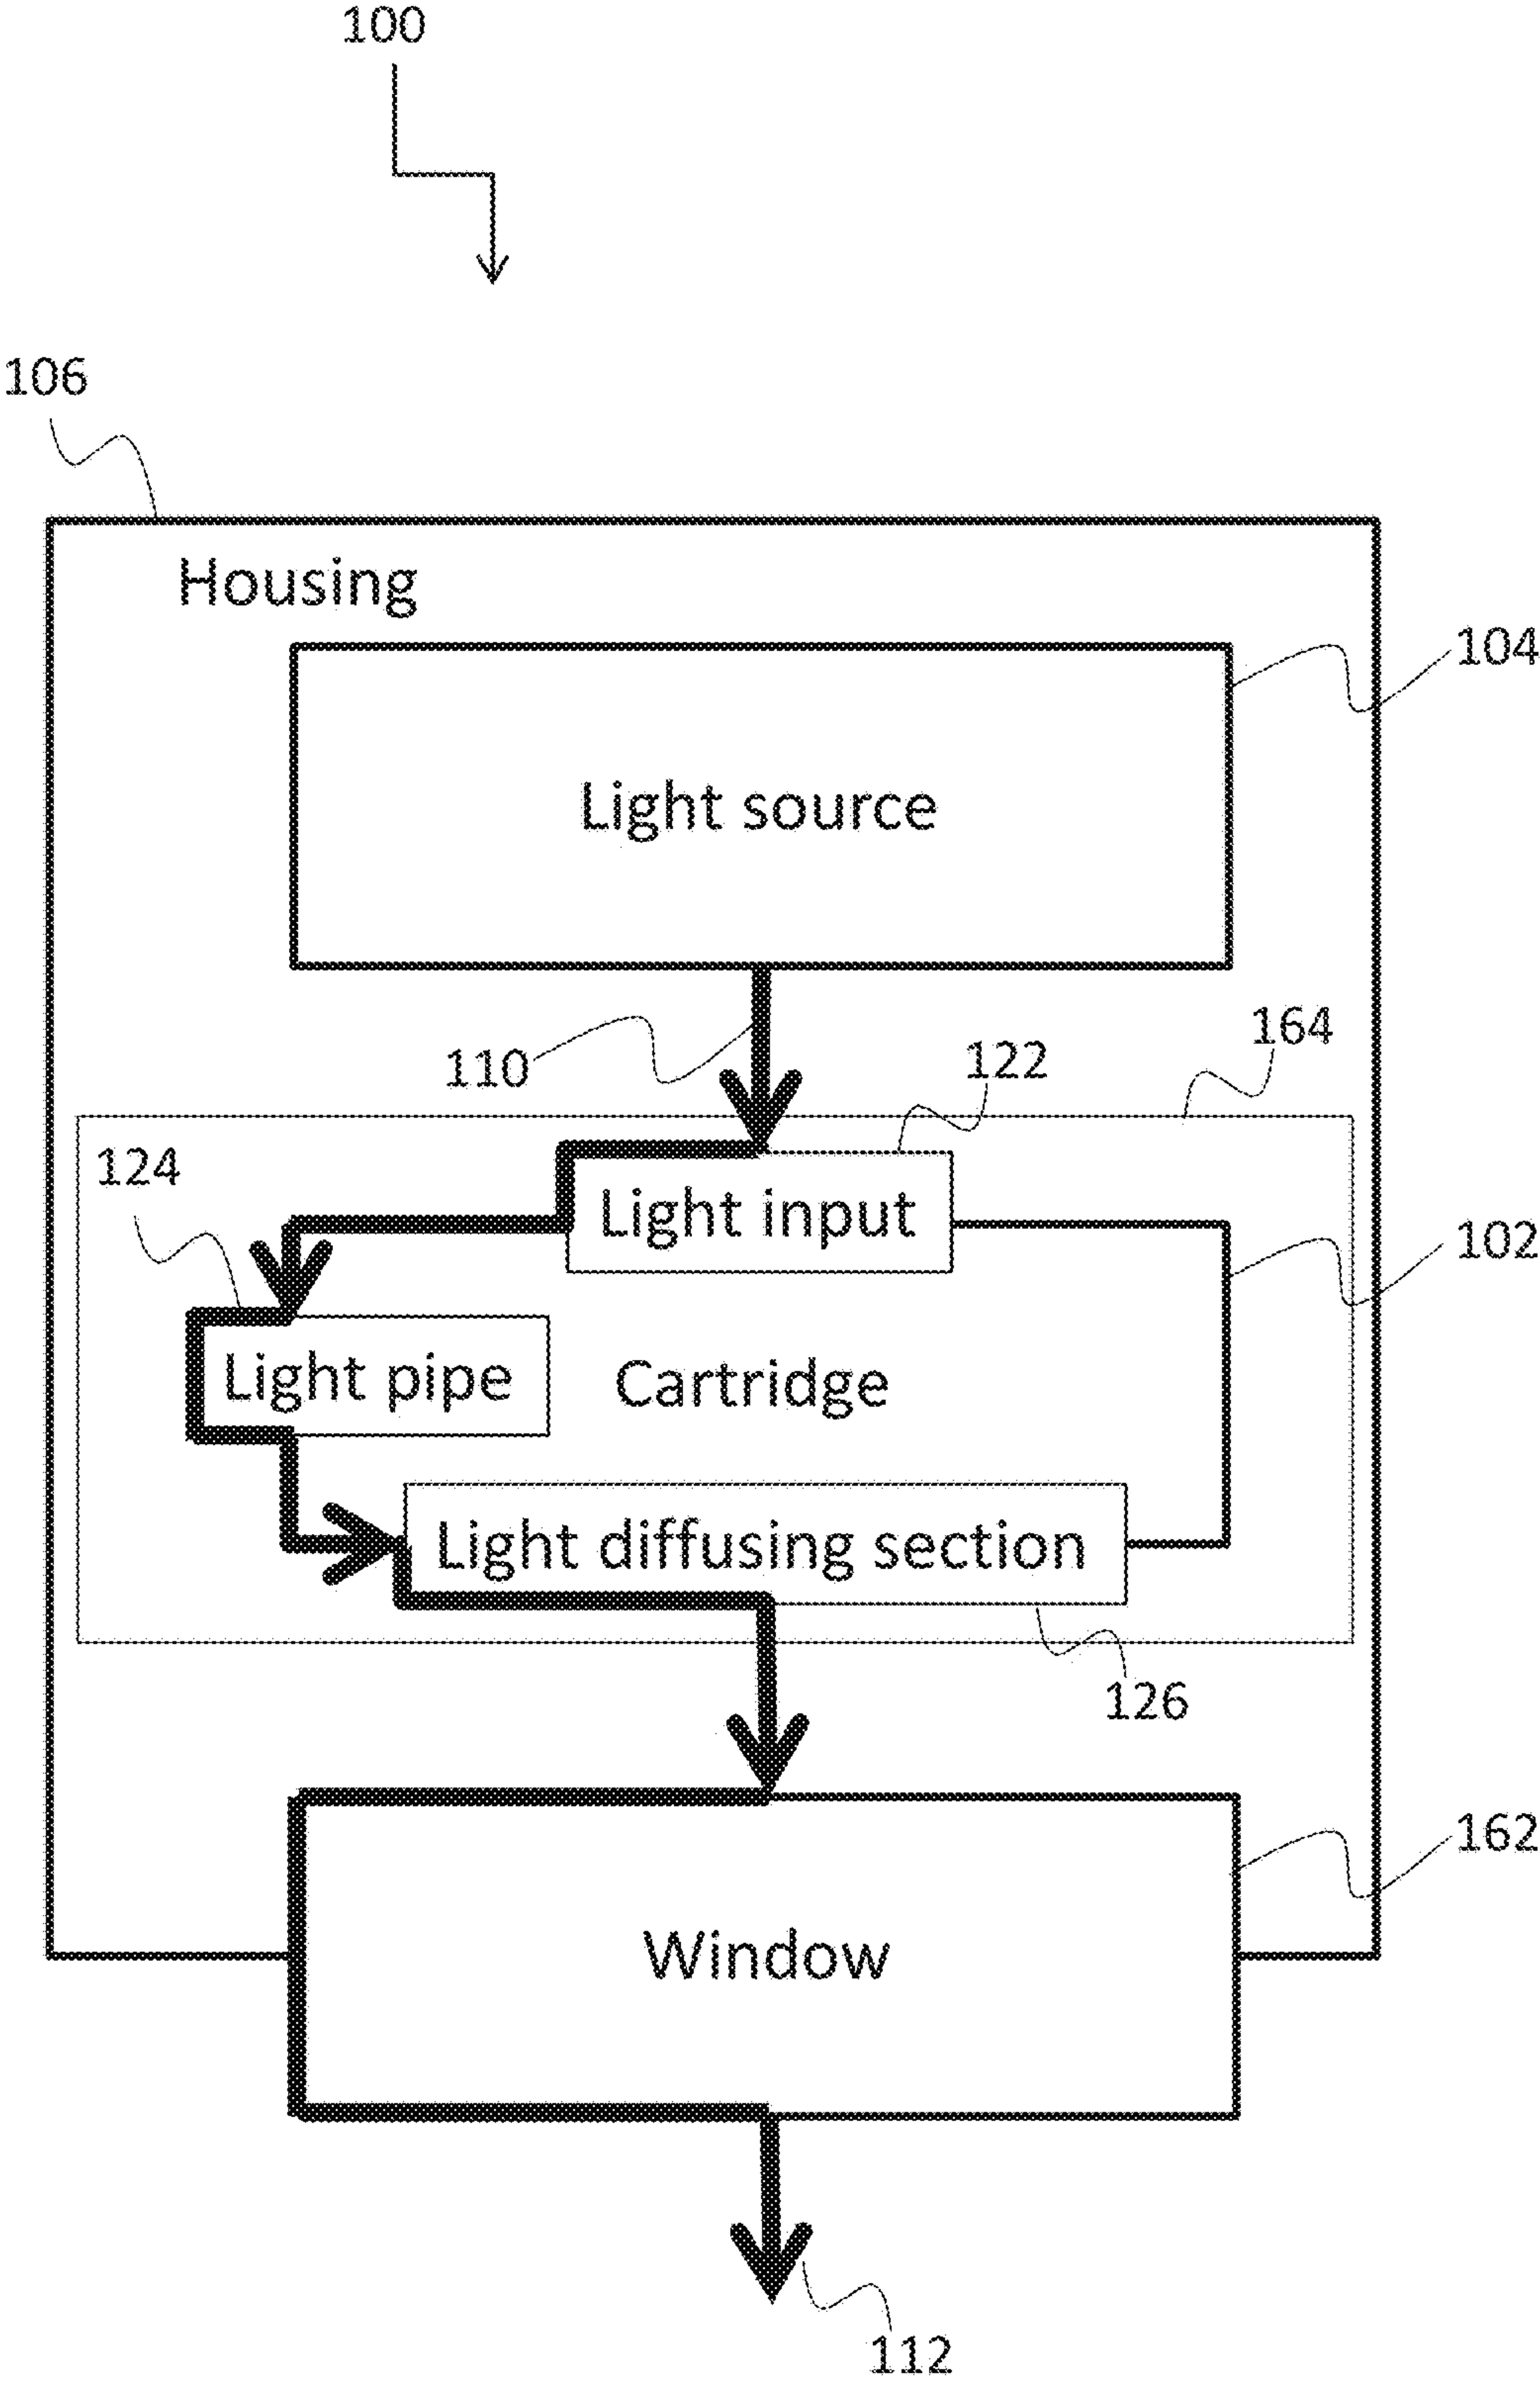 100
106
Housing
104
Light source
110
164
122
124
Light input
102
Light pipe
Cartridge
Light diffusing section
126
162
Window
112